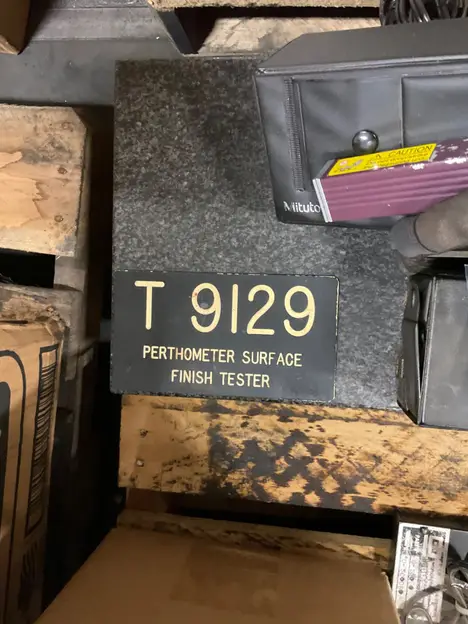 CAUTION
Mituto
T 9129
PERTHOMETER SURFACE
FINISH TESTER